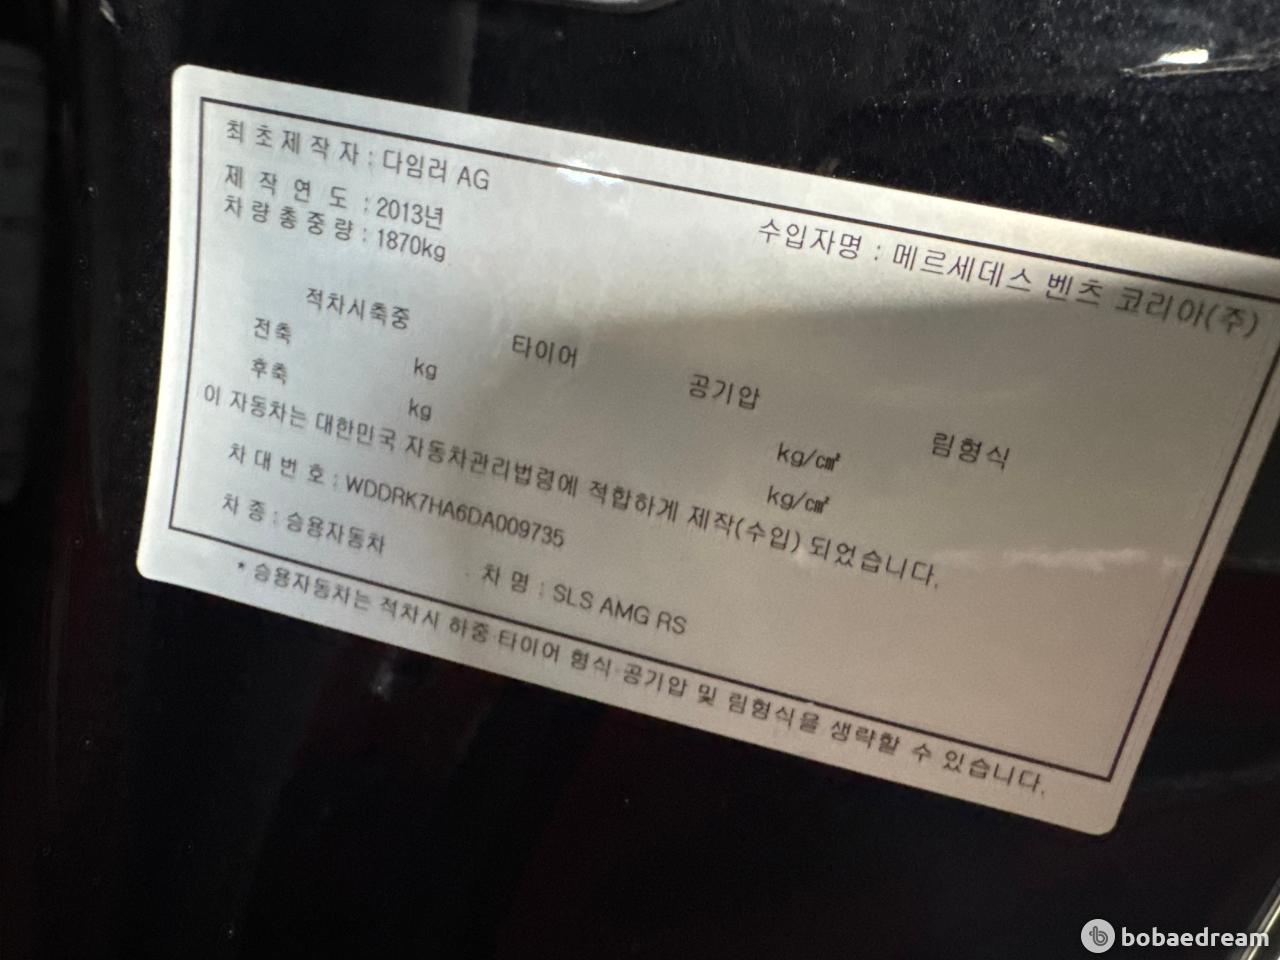 최초제작자 : 다임러 AG
제작연도 : 2013년
수입자명 : 메르세데스 벤츠 코리아(주)
차량총중량 : 1870kg
적차시축중 타이어 공기압 림형식
전축 kg kg/㎠
후축 kg kg/㎠
이 자동차는 대한민국 자동차관리법령에 적합하게 제작(수입) 되었습니다.
차대번호 : WDDRK7HA6DA009735
차종 : 승용자동차 차명 : SLS AMG RS
* 승용자동차는 적차시 하중·타이어 형식·공기압 및 림형식을 생략할 수 있습니다.
bobaedream